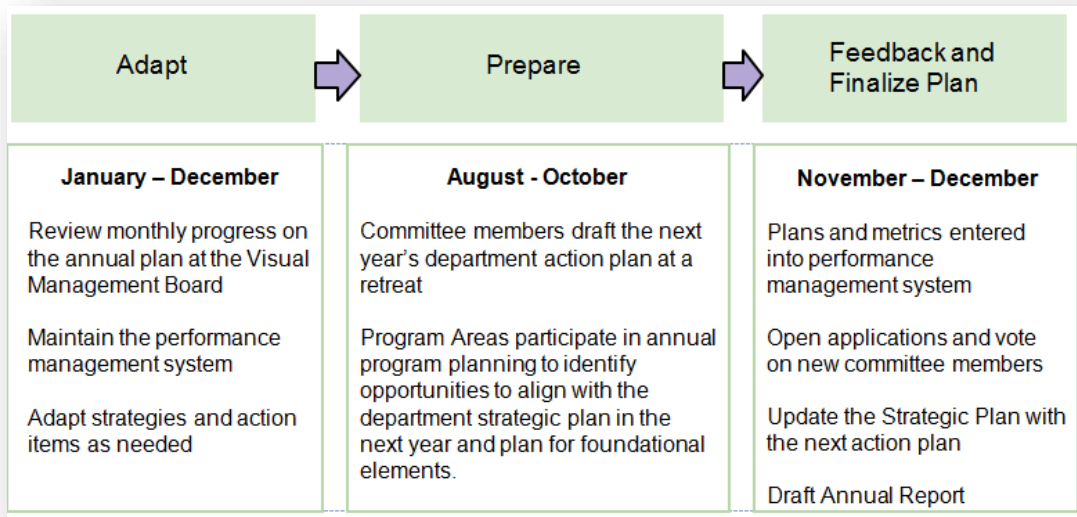 Adapt
Prepare
Feedback and
Finalize Plan
January – December
Review monthly progress on
the annual plan at the Visual
Management Board
Maintain the performance
management system
Adapt strategies and action
items as needed
August - October
Committee members draft the next
year's department action plan at a
retreat
Program Areas participate in annual
program planning to identify
opportunities to align with the
department strategic plan in the
next year and plan for foundational
elements.
November – December
Plans and metrics entered
into performance
management system
Open applications and vote
on new committee members
Update the Strategic Plan with
the next action plan
Draft Annual Report